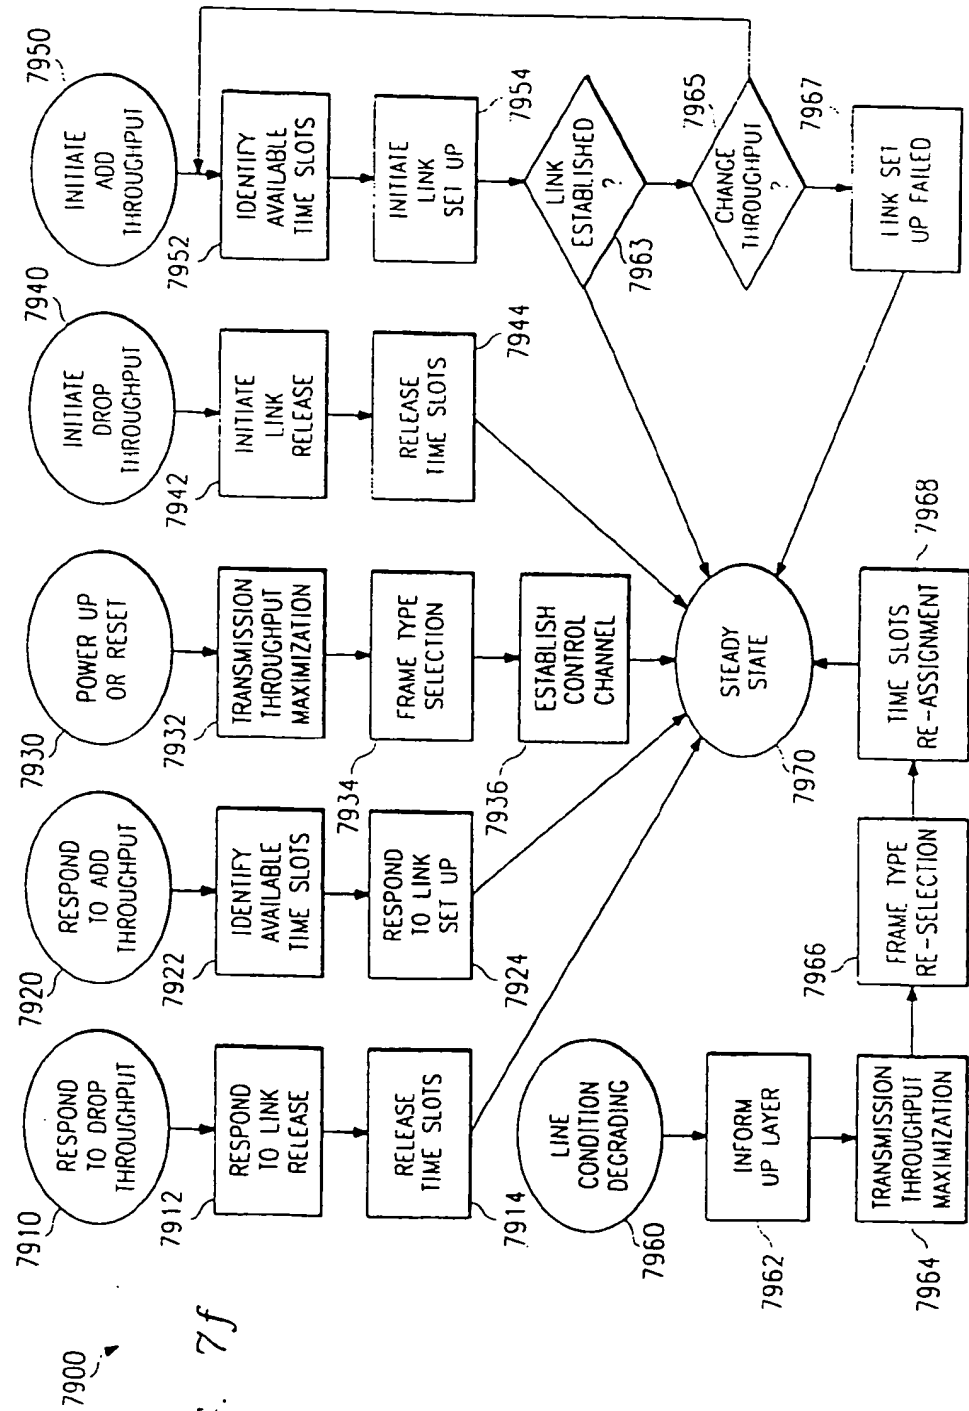 7900
7910
RESPOND
TO DROP
THROUGHPUT
7912
RESPOND
TO LINK
RELEASE
RELEASE
TIME SLOTS
7914
7920
RESPOND
TO ADD
THROUGHPUT
7922
IDENTIFY
AVAILABLE
TIME SLOTS
RESPOND
TO LINK
SET UP
7924
7930
POWER UP
OR RESET
7932
TRANSMISSION
THROUGHPUT
MAXIMIZATION
7934
FRAME TYPE
SELECTION
7936
ESTABLISH
CONTROL
CHANNEL
7940
INITIATE
DROP
THROUGHPUT
7942
INITIATE
LINK
RELEASE
RELEASE
TIME SLOTS
7944
7950
INITIATE
ADD
THROUGHPUT
7952
IDENTIFY
AVAILABLE
TIME SLOTS
INITIATE
LINK
SET UP
7954
LINK
ESTABLISHED
?
7963
7965
CHANGE
THROUGHPUT
?
7967
LINK SET
UP FAILED
LINE
CONDITION
DEGRADING
7960
INFORM
UP LAYER
7962
TRANSMISSION
THROUGHPUT
MAXIMIZATION
7964
7966
FRAME TYPE
RE-SELECTION
TIME SLOTS
RE-ASSIGNMENT
7968
STEADY
STATE
7970
7f